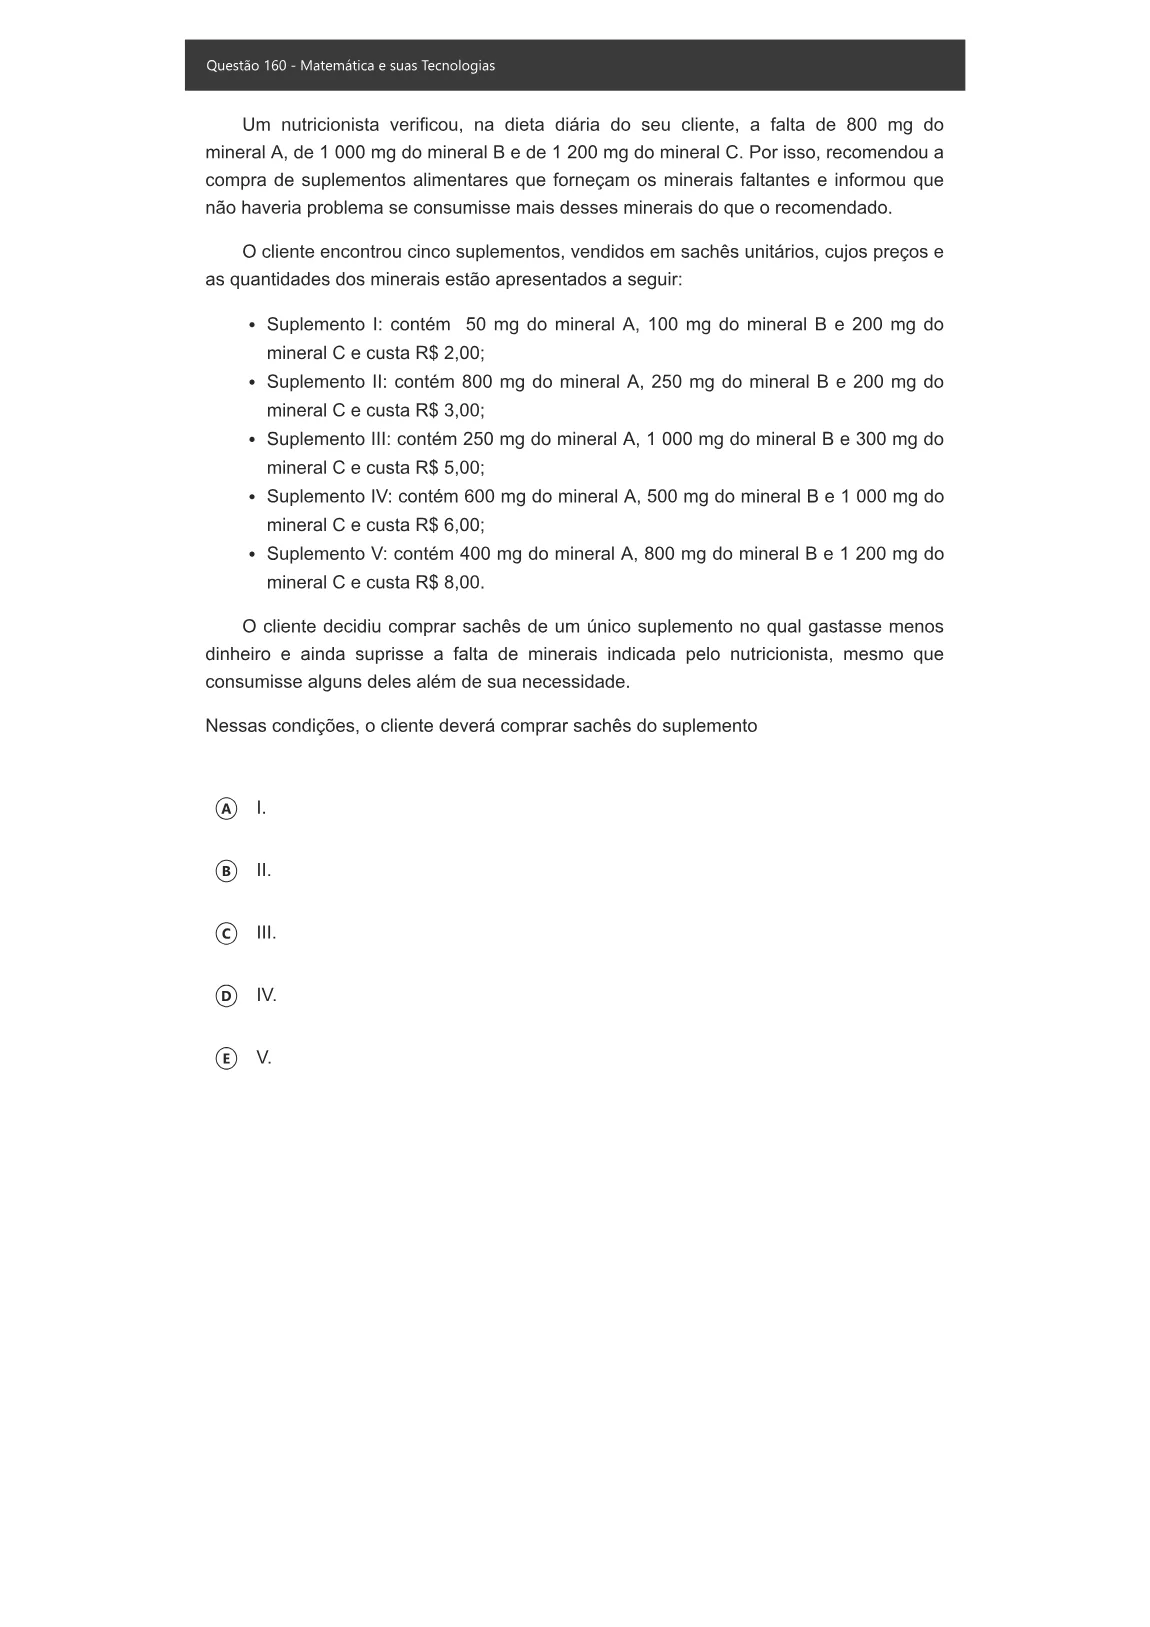 Questão 160 - Matemática e suas Tecnologias
Um nutricionista verificou, na dieta diária do seu cliente, a falta de 800 mg do
mineral A, de 1 000 mg do mineral B e de 1 200 mg do mineral C. Por isso, recomendou a
compra de suplementos alimentares que forneçam os minerais faltantes e informou que
não haveria problema se consumisse mais desses minerais do que o recomendado.
O cliente encontrou cinco suplementos, vendidos em sachês unitários, cujos preços e
as quantidades dos minerais estão apresentados a seguir:
• Suplemento I: contém 50 mg do mineral A, 100 mg do mineral B e 200 mg do
mineral C e custa R$ 2,00;
• Suplemento II: contém 800 mg do mineral A, 250 mg do mineral B e 200 mg do
mineral C e custa R$ 3,00;
• Suplemento III: contém 250 mg do mineral A, 1 000 mg do mineral B e 300 mg do
mineral C e custa R$ 5,00;
• Suplemento IV: contém 600 mg do mineral A, 500 mg do mineral B e 1 000 mg do
mineral C e custa R$ 6,00;
• Suplemento V: contém 400 mg do mineral A, 800 mg do mineral B e 1 200 mg do
mineral C e custa R$ 8,00.
O cliente decidiu comprar sachês de um único suplemento no qual gastasse menos
dinheiro e ainda suprisse a falta de minerais indicada pelo nutricionista, mesmo que
consumisse alguns deles além de sua necessidade.
Nessas condições, o cliente deverá comprar sachês do suplemento
A I.
B II.
C III.
D IV.
E V.